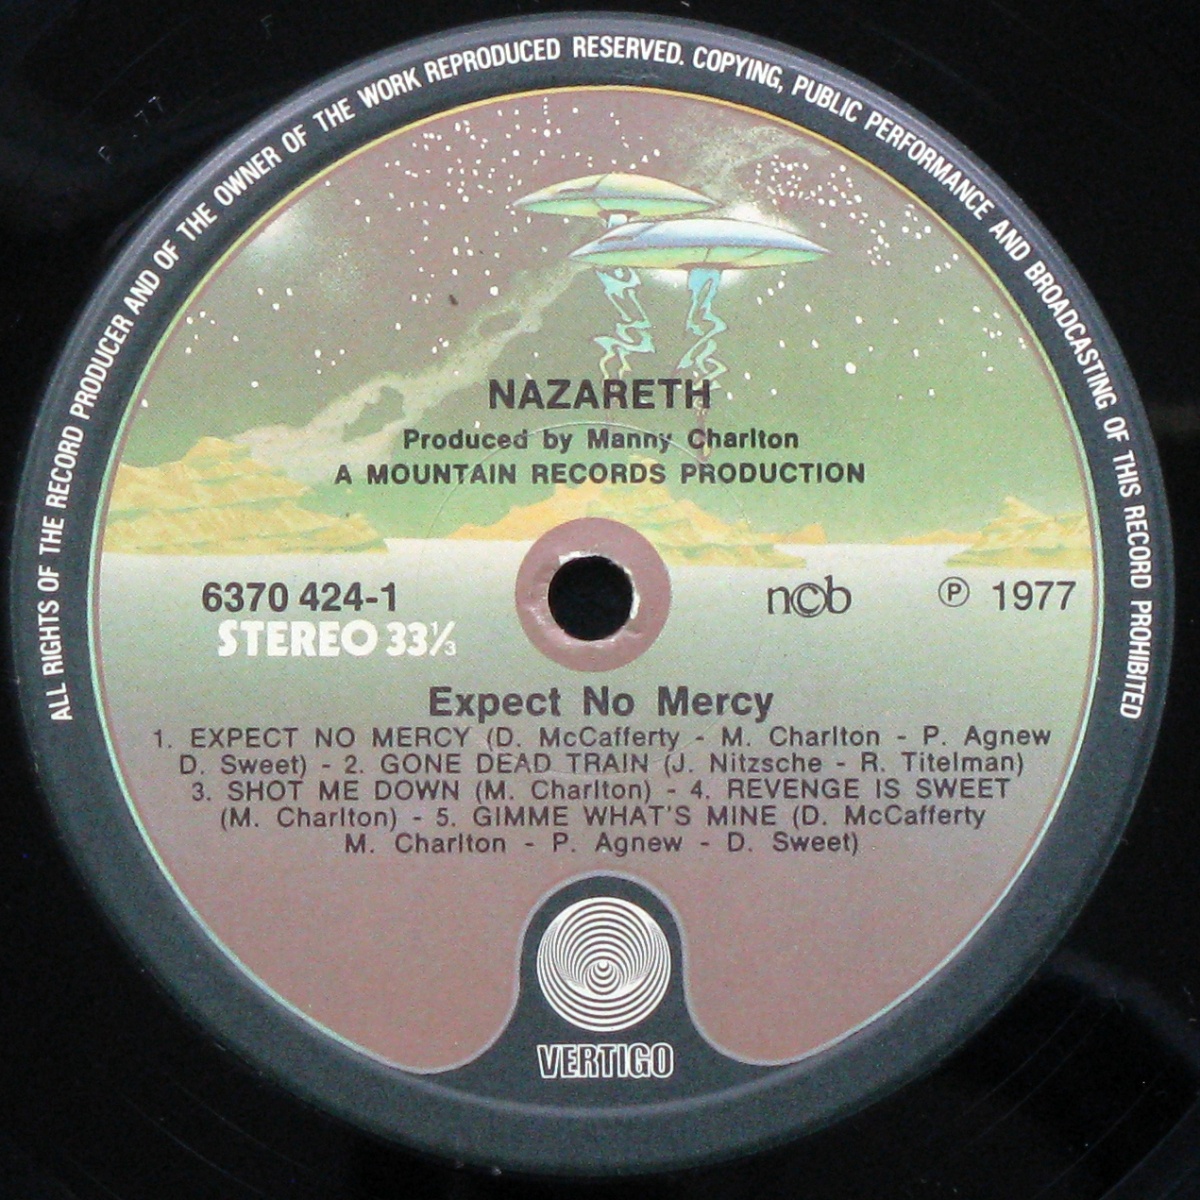 ALL RIGHTS OF THE RECORD PRODUCER AND OF THE OWNER OF THE WORK REPRODUCED RESERVED. COPYING, PUBLIC PERFORMANCE AND BROADCASTING OF THIS RECORD PROHIBITED
NAZARETH
Produced by Manny Charlton
A MOUNTAIN RECORDS PRODUCTION
6370 424-1
ncb
℗ 1977
STEREO 33⅓
Expect No Mercy
1. EXPECT NO MERCY (D. McCafferty - M. Charlton - P. Agnew
D. Sweet) - 2. GONE DEAD TRAIN (J. Nitzsche - R. Titelman)
3. SHOT ME DOWN (M. Charlton) - 4. REVENGE IS SWEET
(M. Charlton) - 5. GIMME WHAT'S MINE (D. McCafferty
M. Charlton - P. Agnew - D. Sweet)
VERTIGO